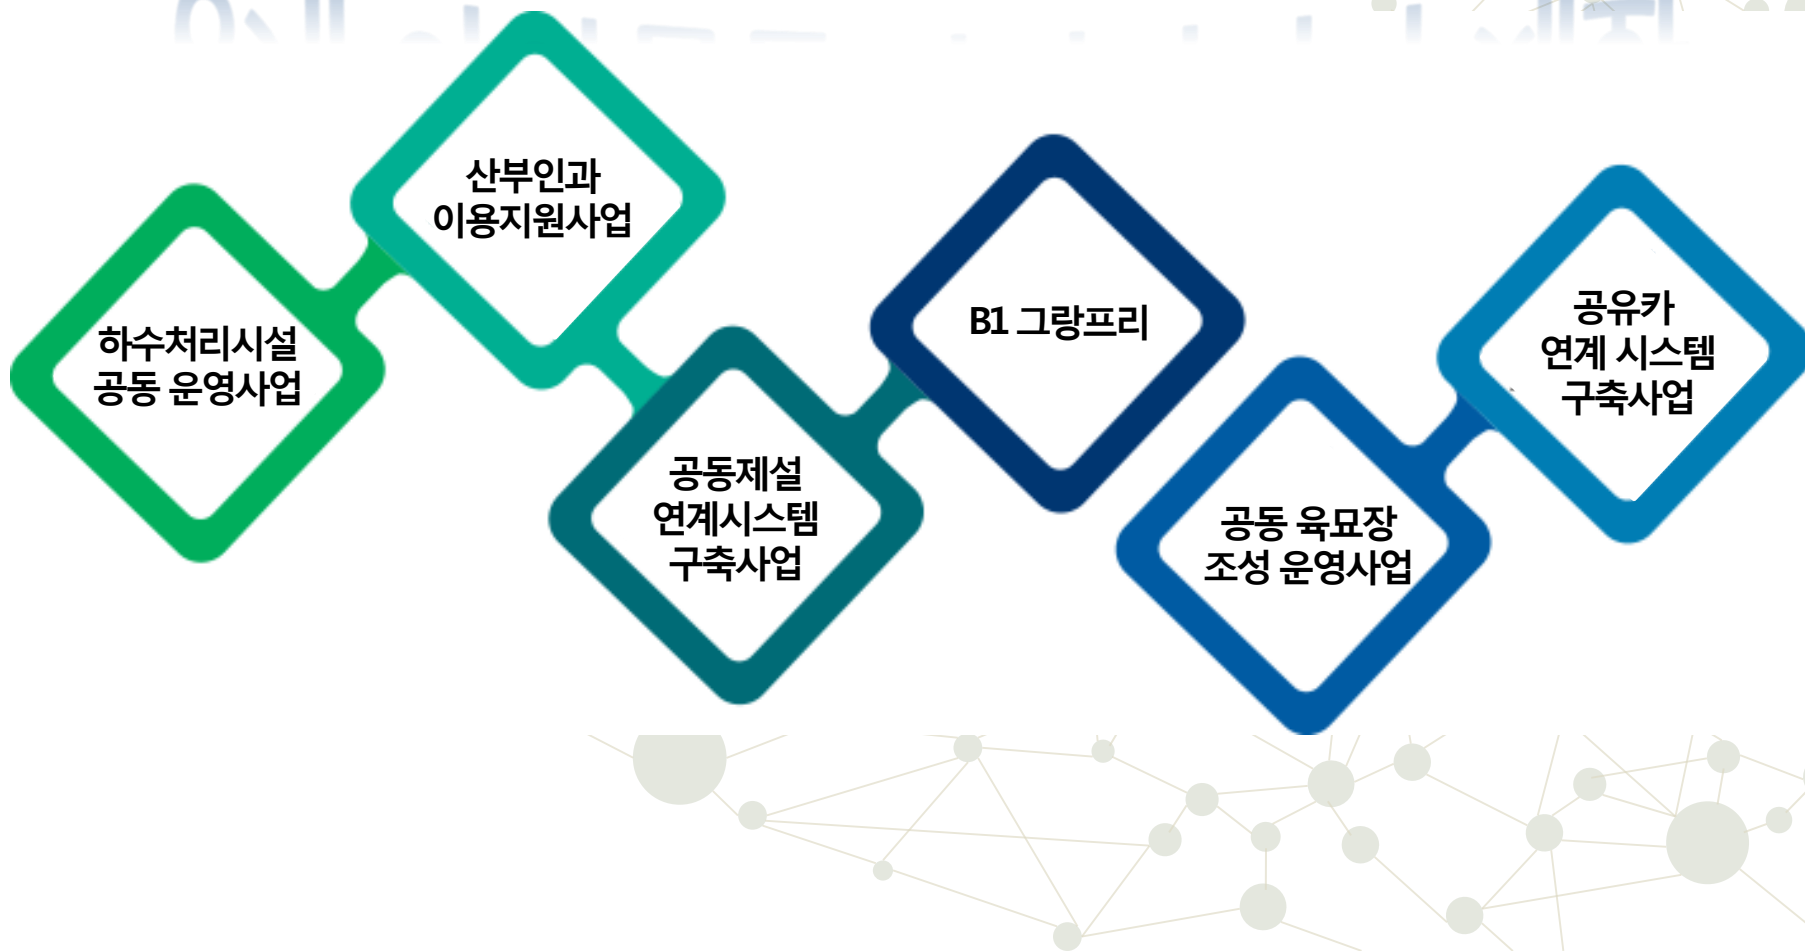 산부인과
이용지원사업
하수처리시설
공동 운영사업
B1 그랑프리
공유카
연계 시스템
구축사업
공동제설
연계시스템
구축사업
공동 육묘장
조성 운영사업